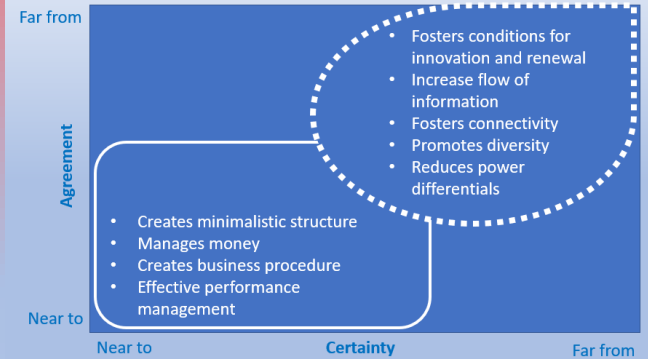 Far from
Agreement
Near to
• Fosters conditions for
innovation and renewal
• Increase flow of
information
• Fosters connectivity
• Promotes diversity
• Reduces power
differentials
• Creates minimalistic structure
• Manages money
• Creates business procedure
• Effective performance
management
Near to
Certainty
Far from